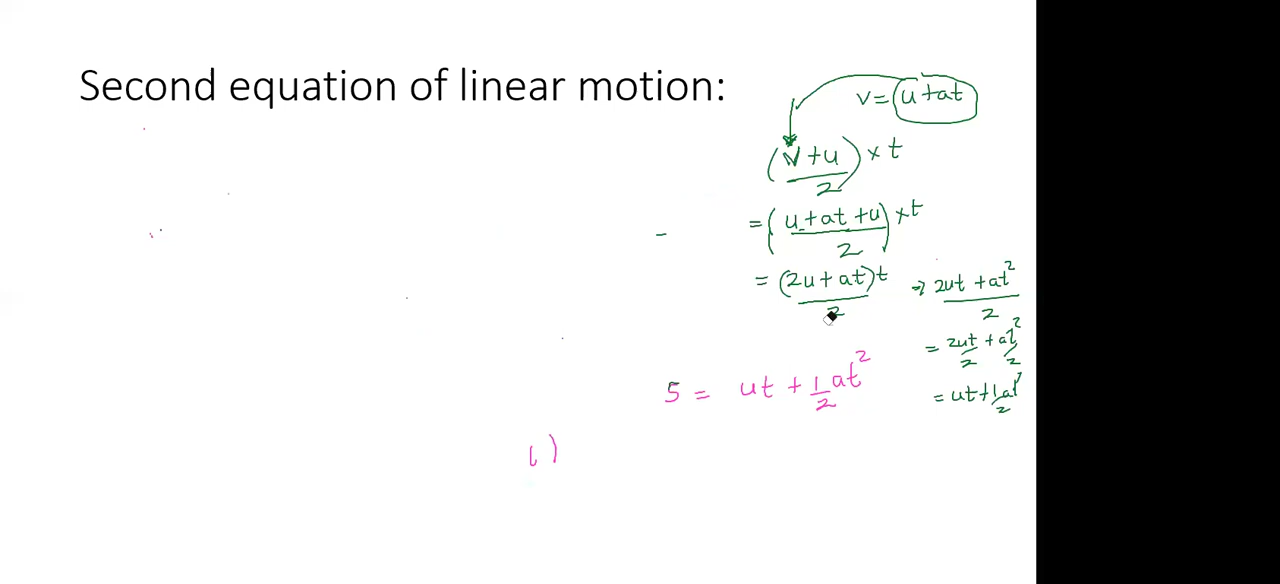 Second equation of linear motion:
v = u + at
(v + u / 2) × t
= (u + at + u / 2) × t
= (2u + at)t / 2
⇒ 2ut + at² / 2
= 2ut / 2 + at² / 2
= ut + 1/2 at²
S = ut + 1/2 at²